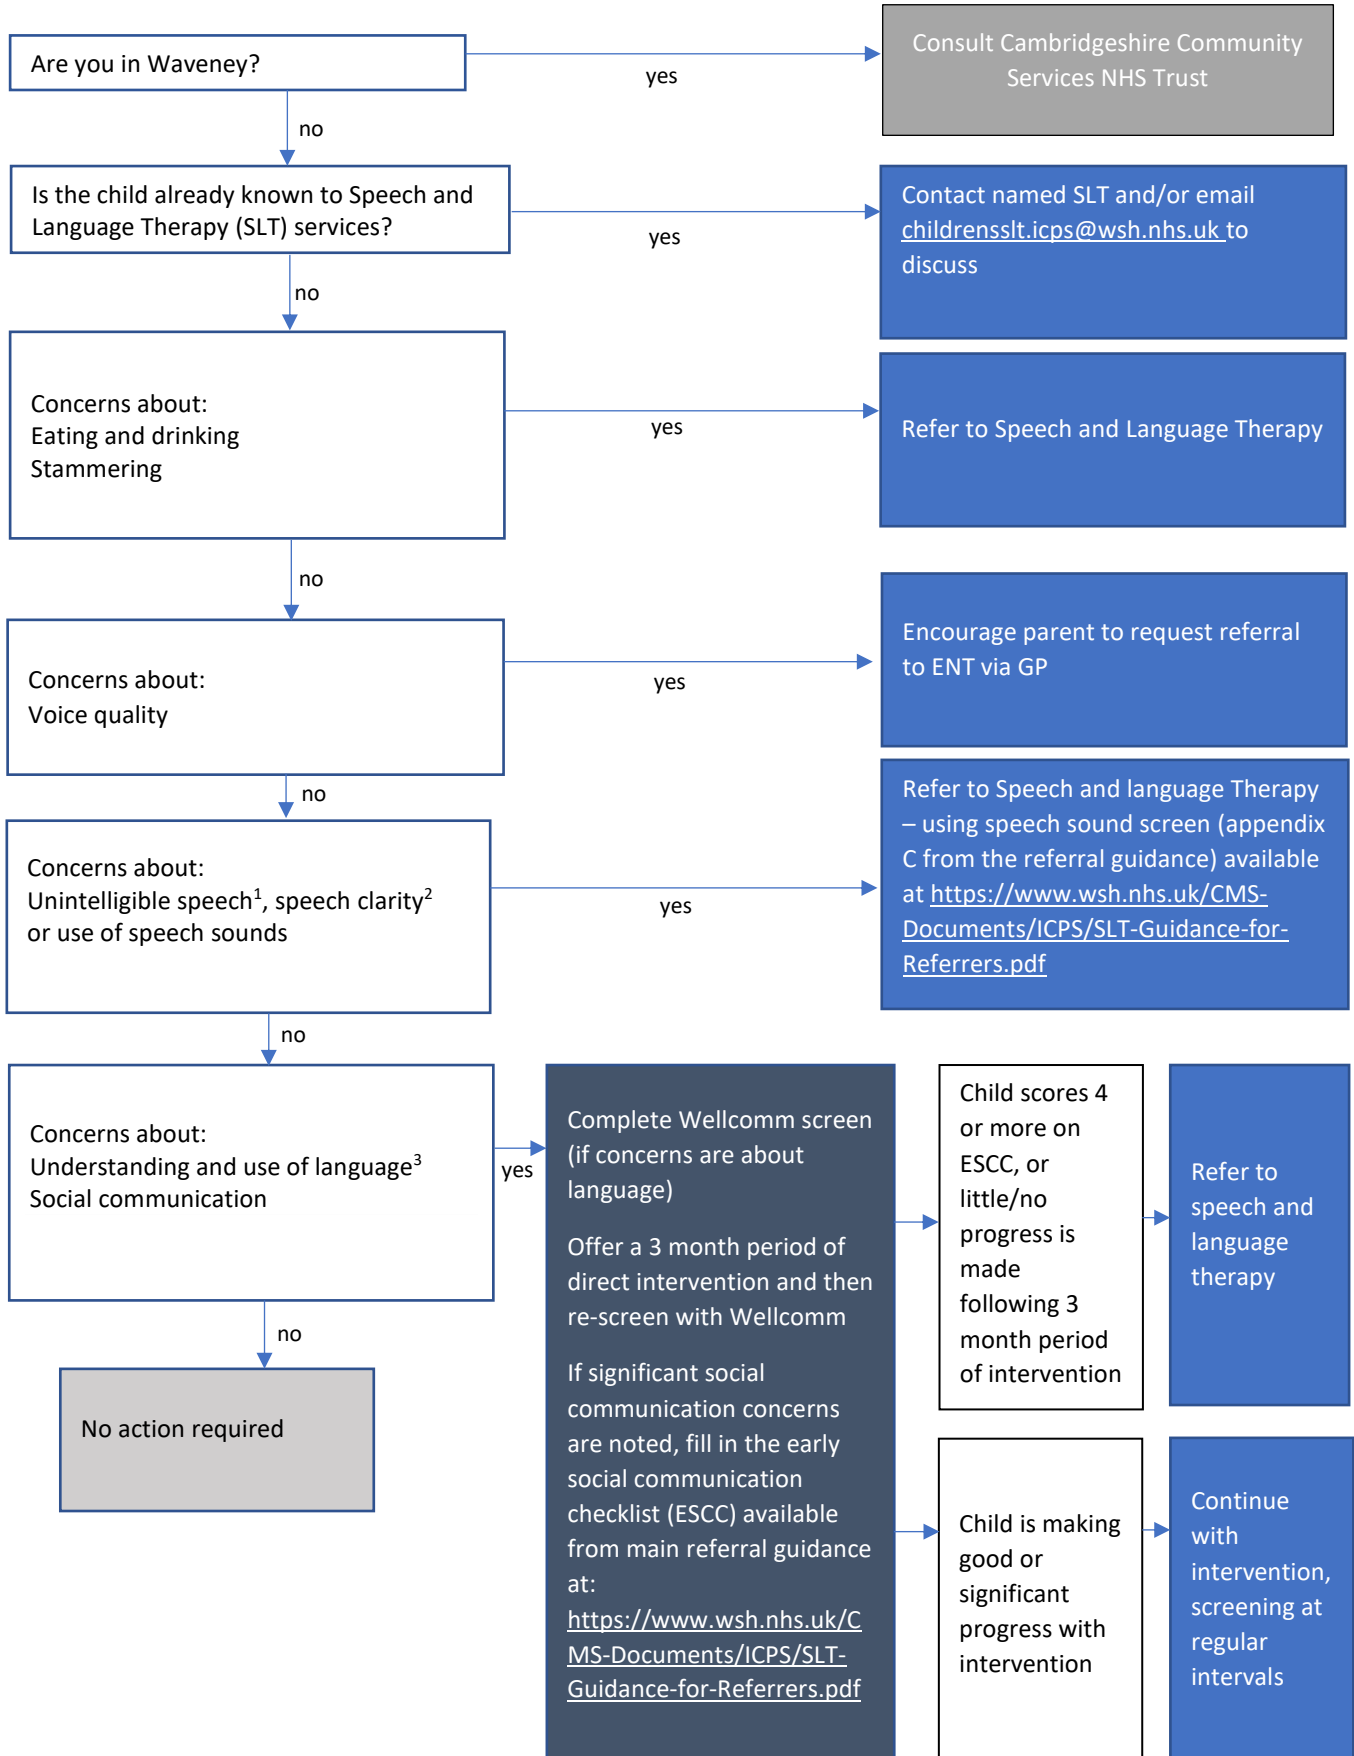 Are you in Waveney?
yes
Consult Cambridgeshire Community
Services NHS Trust
no
Is the child already known to Speech and
Language Therapy (SLT) services?
yes
Contact named SLT and/or email
childrensslt.icps@wsh.nhs.uk to
discuss
no
Concerns about:
Eating and drinking
Stammering
yes
Refer to Speech and Language Therapy
no
Concerns about:
Voice quality
yes
Encourage parent to request referral
to ENT via GP
no
Concerns about:
Unintelligible speech¹, speech clarity²
or use of speech sounds
yes
Refer to Speech and language Therapy
– using speech sound screen (appendix
C from the referral guidance) available
at https://www.wsh.nhs.uk/CMS-
Documents/ICPS/SLT-Guidance-for-
Referrers.pdf
no
Concerns about:
Understanding and use of language³
Social communication
yes
Complete Wellcomm screen
(if concerns are about
language)
Offer a 3 month period of
direct intervention and then
re-screen with Wellcomm
If significant social
communication concerns
are noted, fill in the early
social communication
checklist (ESCC) available
from main referral guidance
at:
https://www.wsh.nhs.uk/C
MS-Documents/ICPS/SLT-
Guidance-for-Referrers.pdf
Child scores 4
or more on
ESCC, or
little/no
progress is
made
following 3
month period
of intervention
Refer to
speech and
language
therapy
Child is making
good or
significant
progress with
intervention
Continue
with
intervention,
screening at
regular
intervals
no
No action required